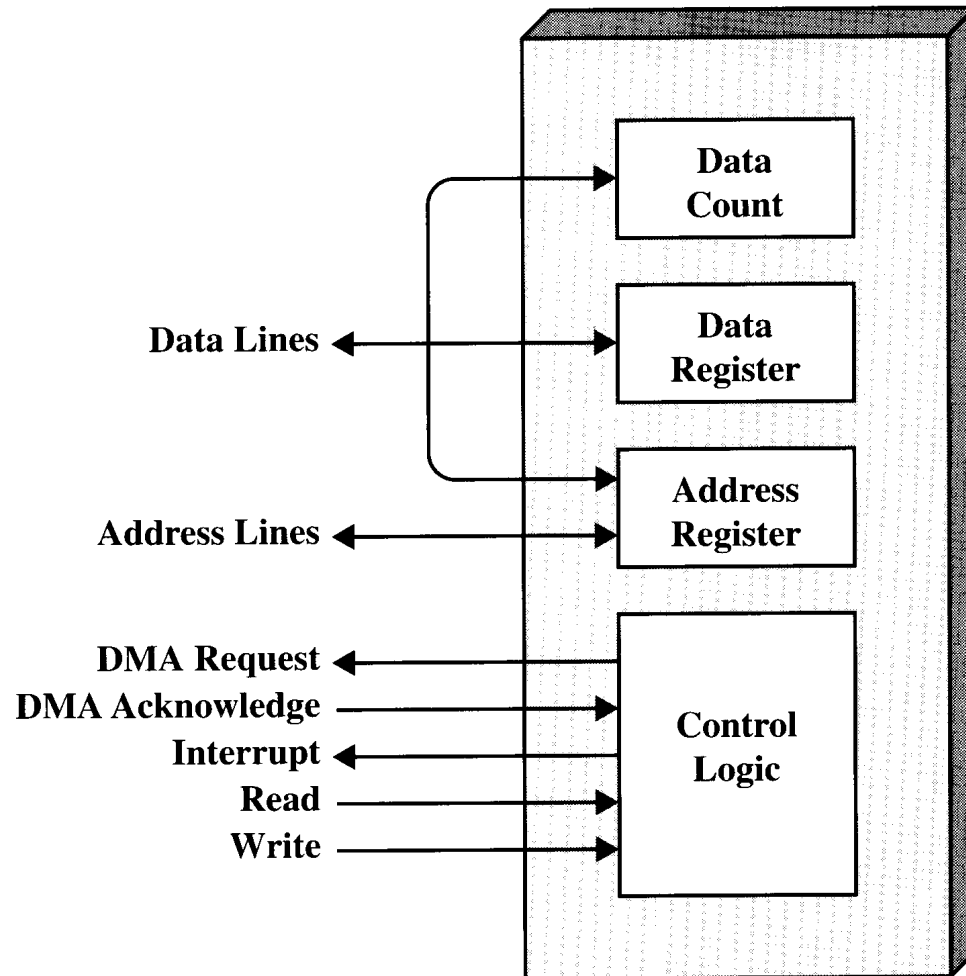 Data
Count
Data Lines
Data
Register
Address
Register
Address Lines
DMA Request
DMA Acknowledge
Interrupt
Read
Write
Control
Logic